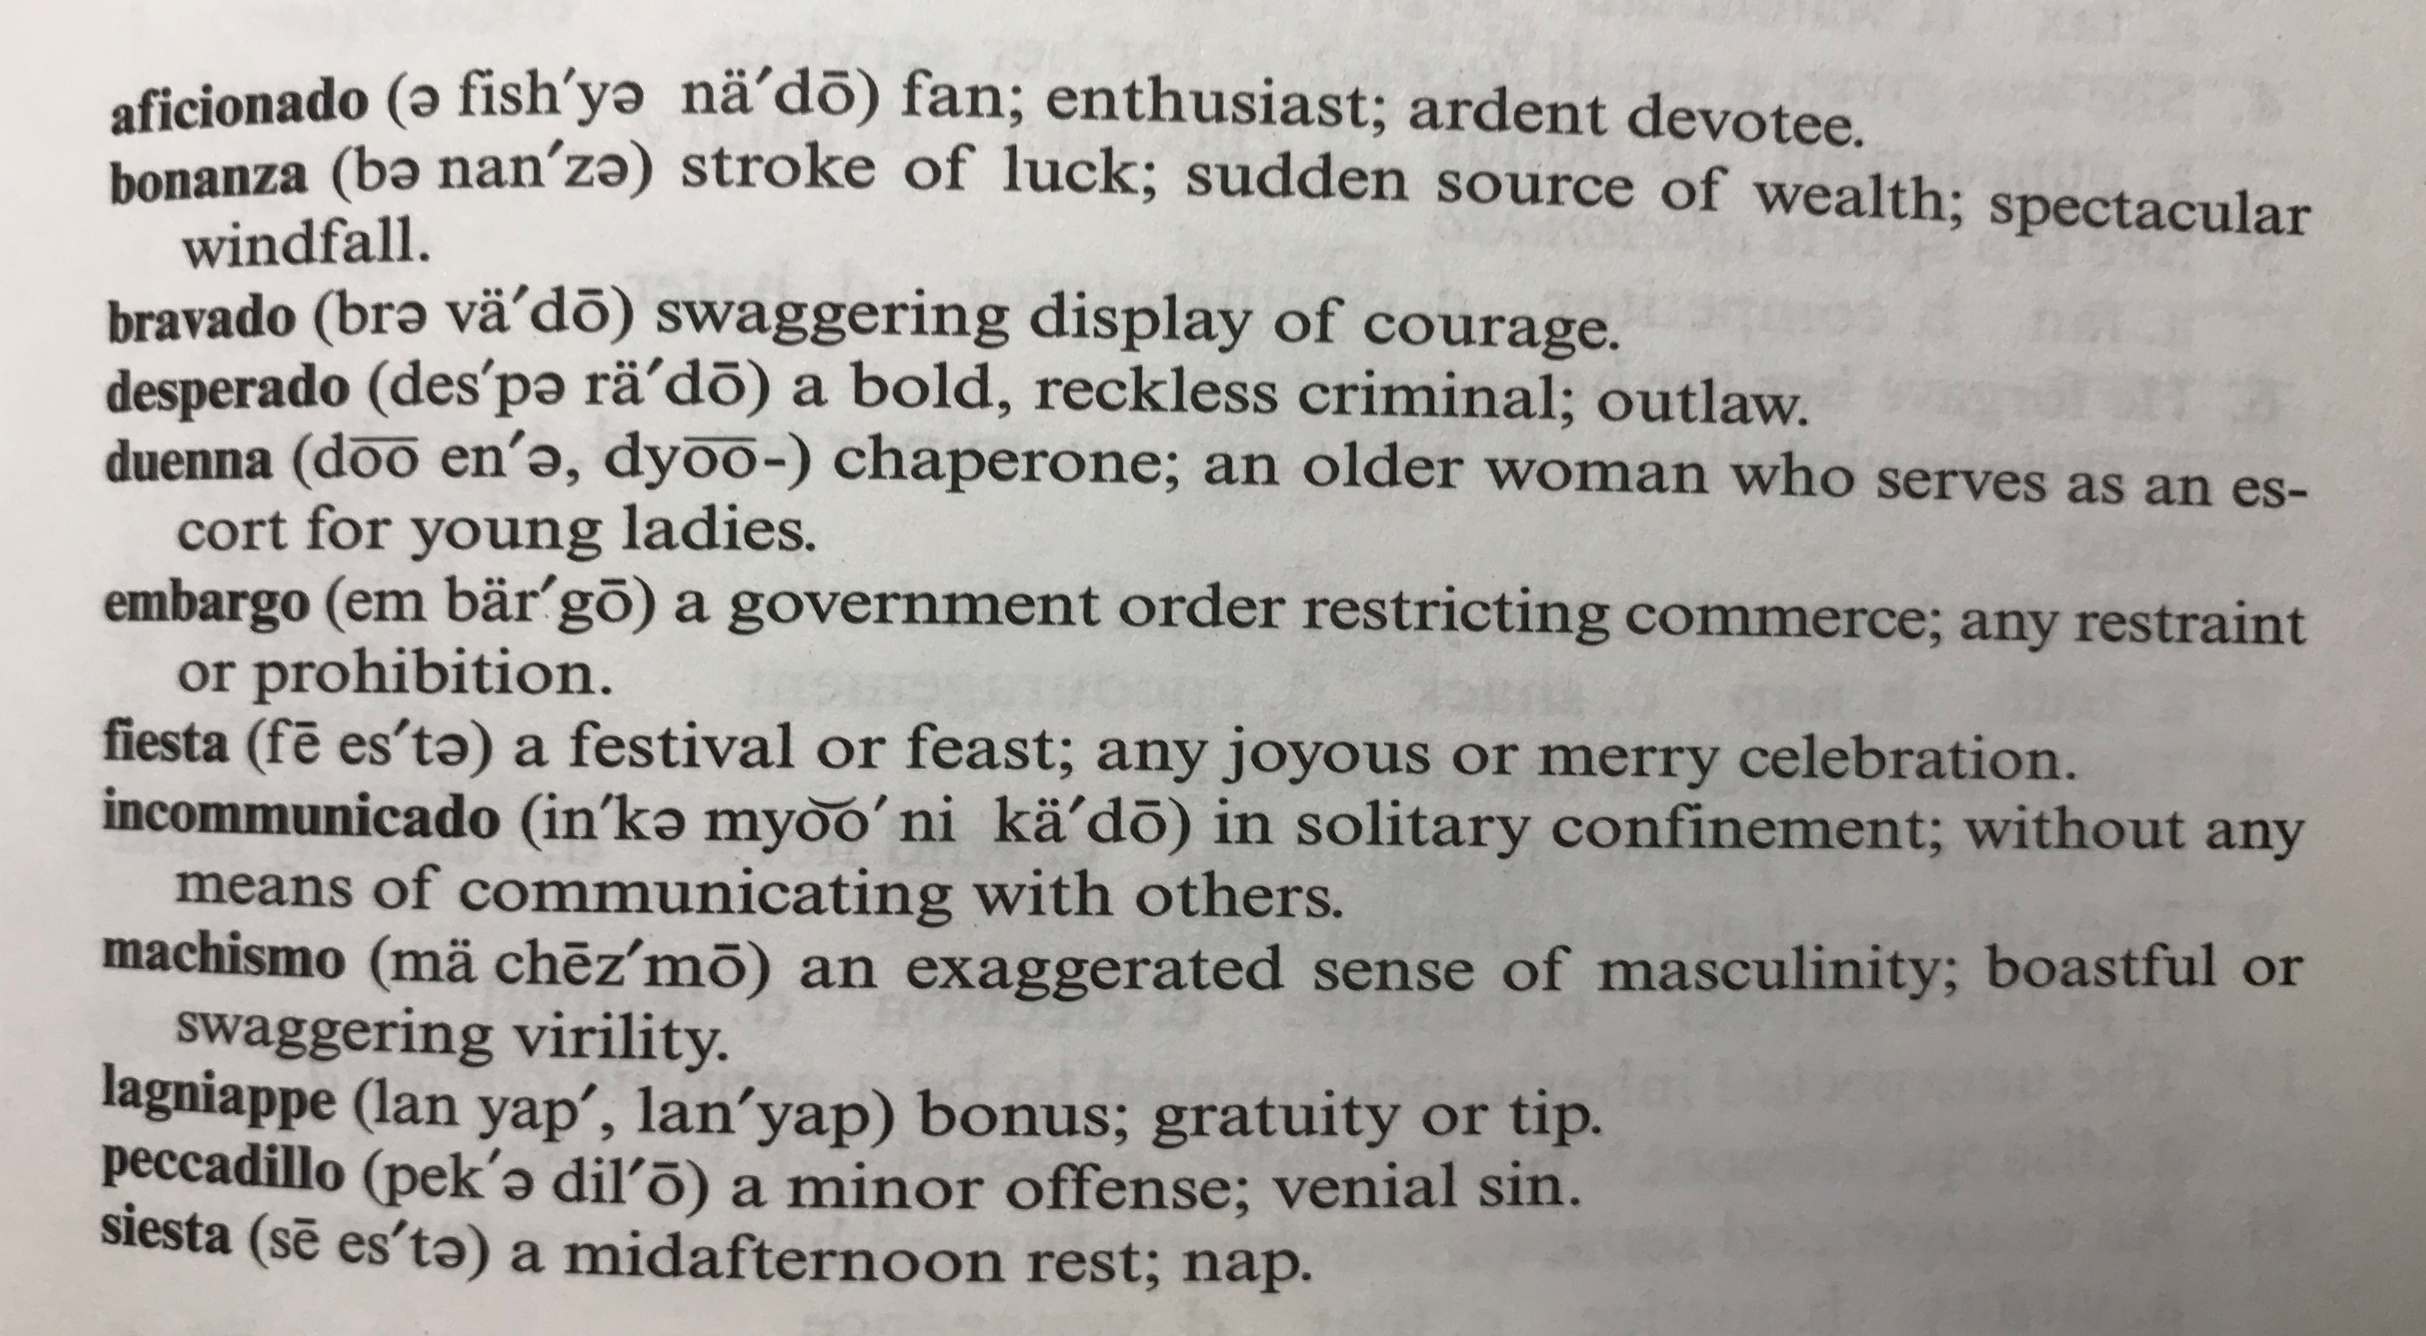 aficionado (ə fish′yə nä′dō) fan; enthusiast; ardent devotee.
bonanza (bə nan′zə) stroke of luck; sudden source of wealth; spectacular
windfall.
bravado (brə vä′dō) swaggering display of courage.
desperado (des′pə rä′dō) a bold, reckless criminal; outlaw.
duenna (do͞o en′ə, dyo͞o-) chaperone; an older woman who serves as an es-
cort for young ladies.
embargo (em bär′gō) a government order restricting commerce; any restraint
or prohibition.
fiesta (fē es′tə) a festival or feast; any joyous or merry celebration.
incommunicado (in′kə myo͝o′ni kä′dō) in solitary confinement; without any
means of communicating with others.
machismo (mä chēz′mō) an exaggerated sense of masculinity; boastful or
swaggering virility.
lagniappe (lan yap′, lan′yap) bonus; gratuity or tip.
peccadillo (pek′ə dil′ō) a minor offense; venial sin.
siesta (sē es′tə) a midafternoon rest; nap.